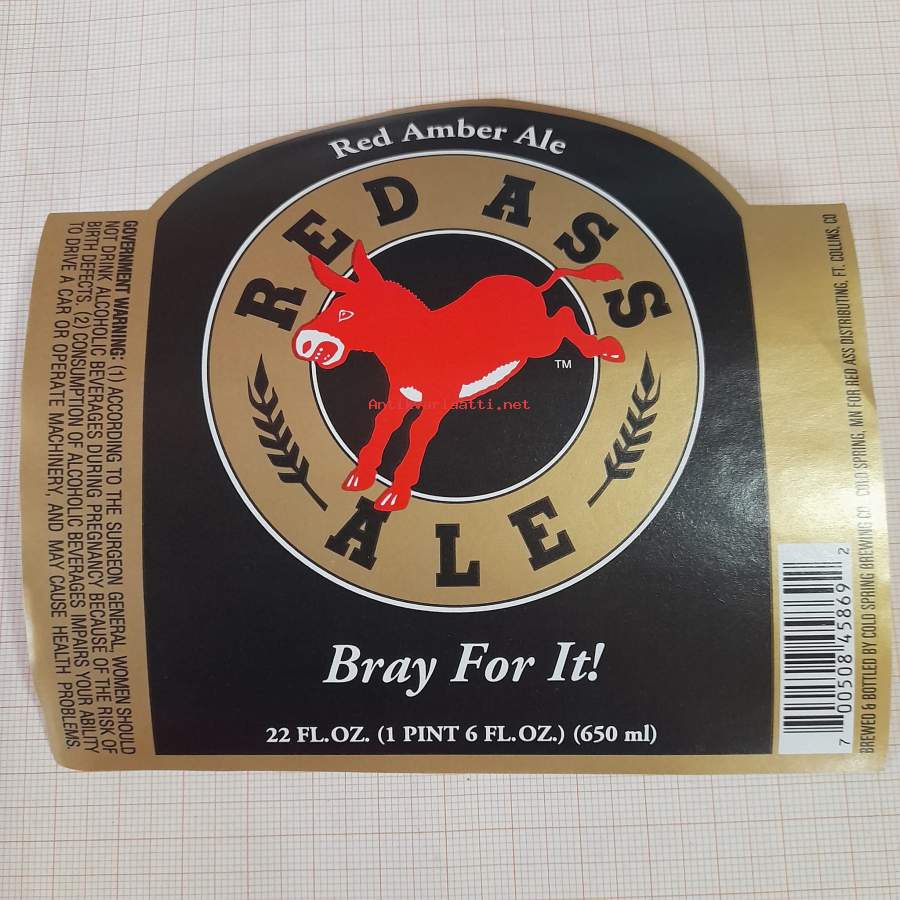 Red Amber Ale
RED ASS
ALE
TM
Antikvariaatti.net
Bray For It!
22 FL.OZ. (1 PINT 6 FL.OZ.) (650 ml)
GOVERNMENT WARNING: (1) ACCORDING TO THE SURGEON GENERAL, WOMEN SHOULD
NOT DRINK ALCOHOLIC BEVERAGES DURING PREGNANCY BECAUSE OF THE RISK OF
BIRTH DEFECTS. (2) CONSUMPTION OF ALCOHOLIC BEVERAGES IMPAIRS YOUR ABILITY
TO DRIVE A CAR OR OPERATE MACHINERY, AND MAY CAUSE HEALTH PROBLEMS.
7 00508 45869 2
BREWED & BOTTLED BY COLD SPRING BREWING CO. COLD SPRING, MN FOR RED ASS DISTRIBUTING, FT. COLLINS, CO